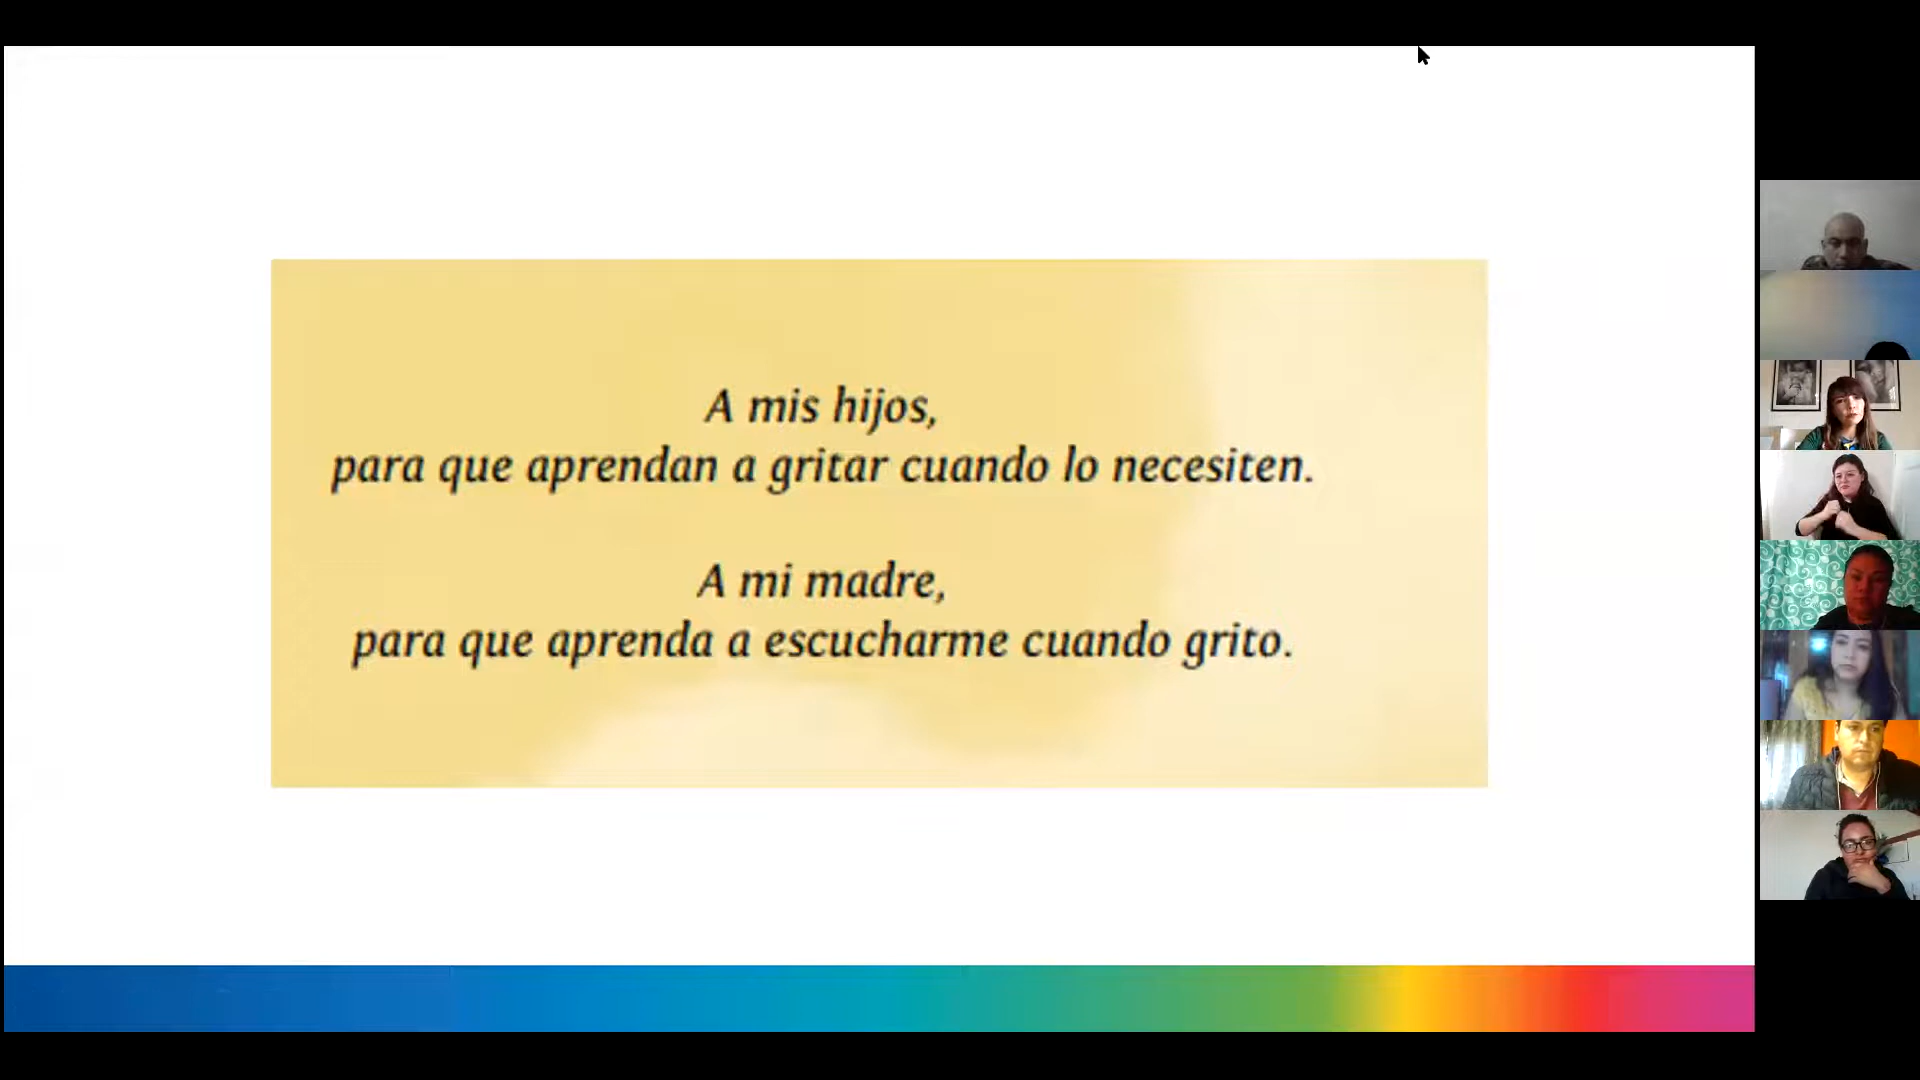 A mis hijos,
para que aprendan a gritar cuando lo necesiten.
A mi madre,
para que aprenda a escucharme cuando grito.